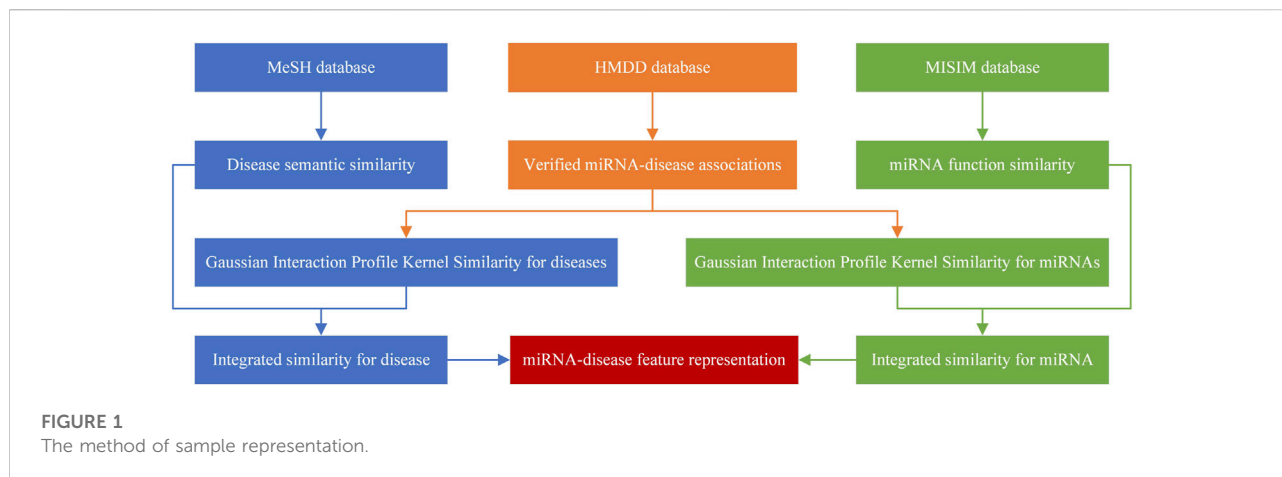 MeSH database
HMDD database
MISIM database
Disease semantic similarity
Verified miRNA-disease associations
miRNA function similarity
Gaussian Interaction Profile Kernel Similarity for diseases
Gaussian Interaction Profile Kernel Similarity for miRNAs
Integrated similarity for disease
miRNA-disease feature representation
Integrated similarity for miRNA
FIGURE 1
The method of sample representation.